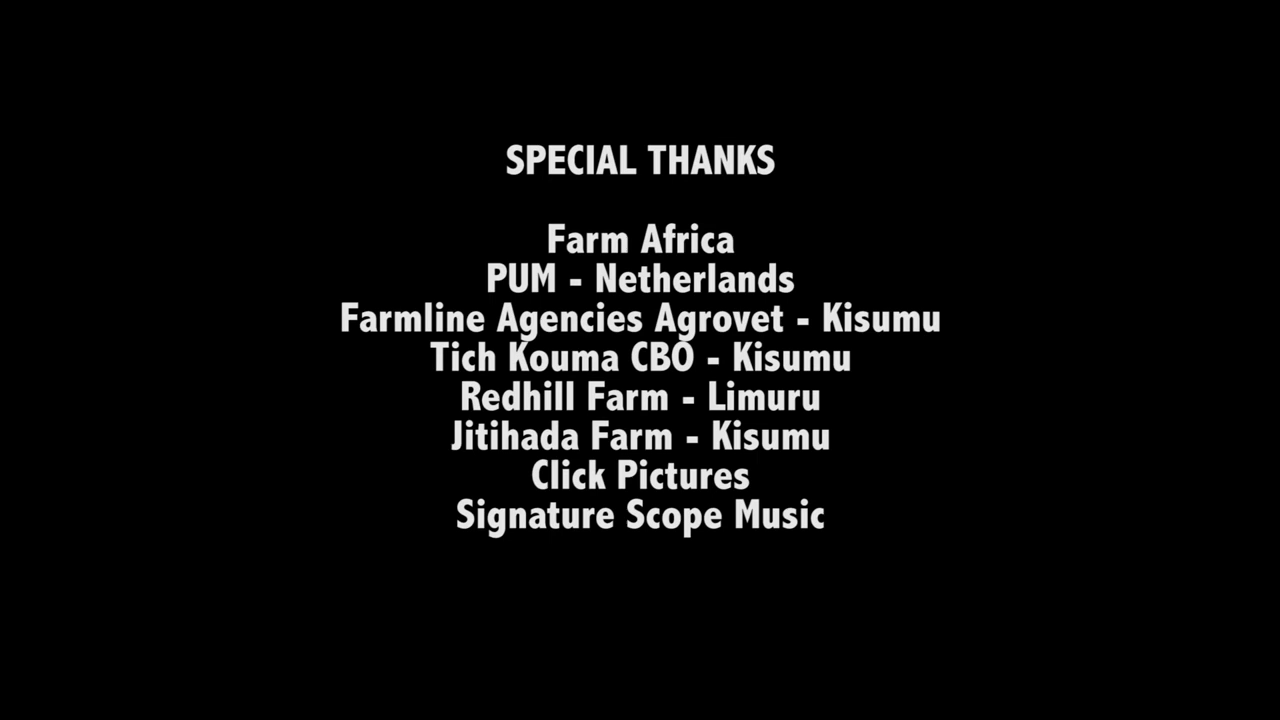 SPECIAL THANKS
Farm Africa
PUM - Netherlands
Farmline Agencies Agrovet - Kisumu
Tich Kouma CBO - Kisumu
Redhill Farm - Limuru
Jitihada Farm - Kisumu
Click Pictures
Signature Scope Music